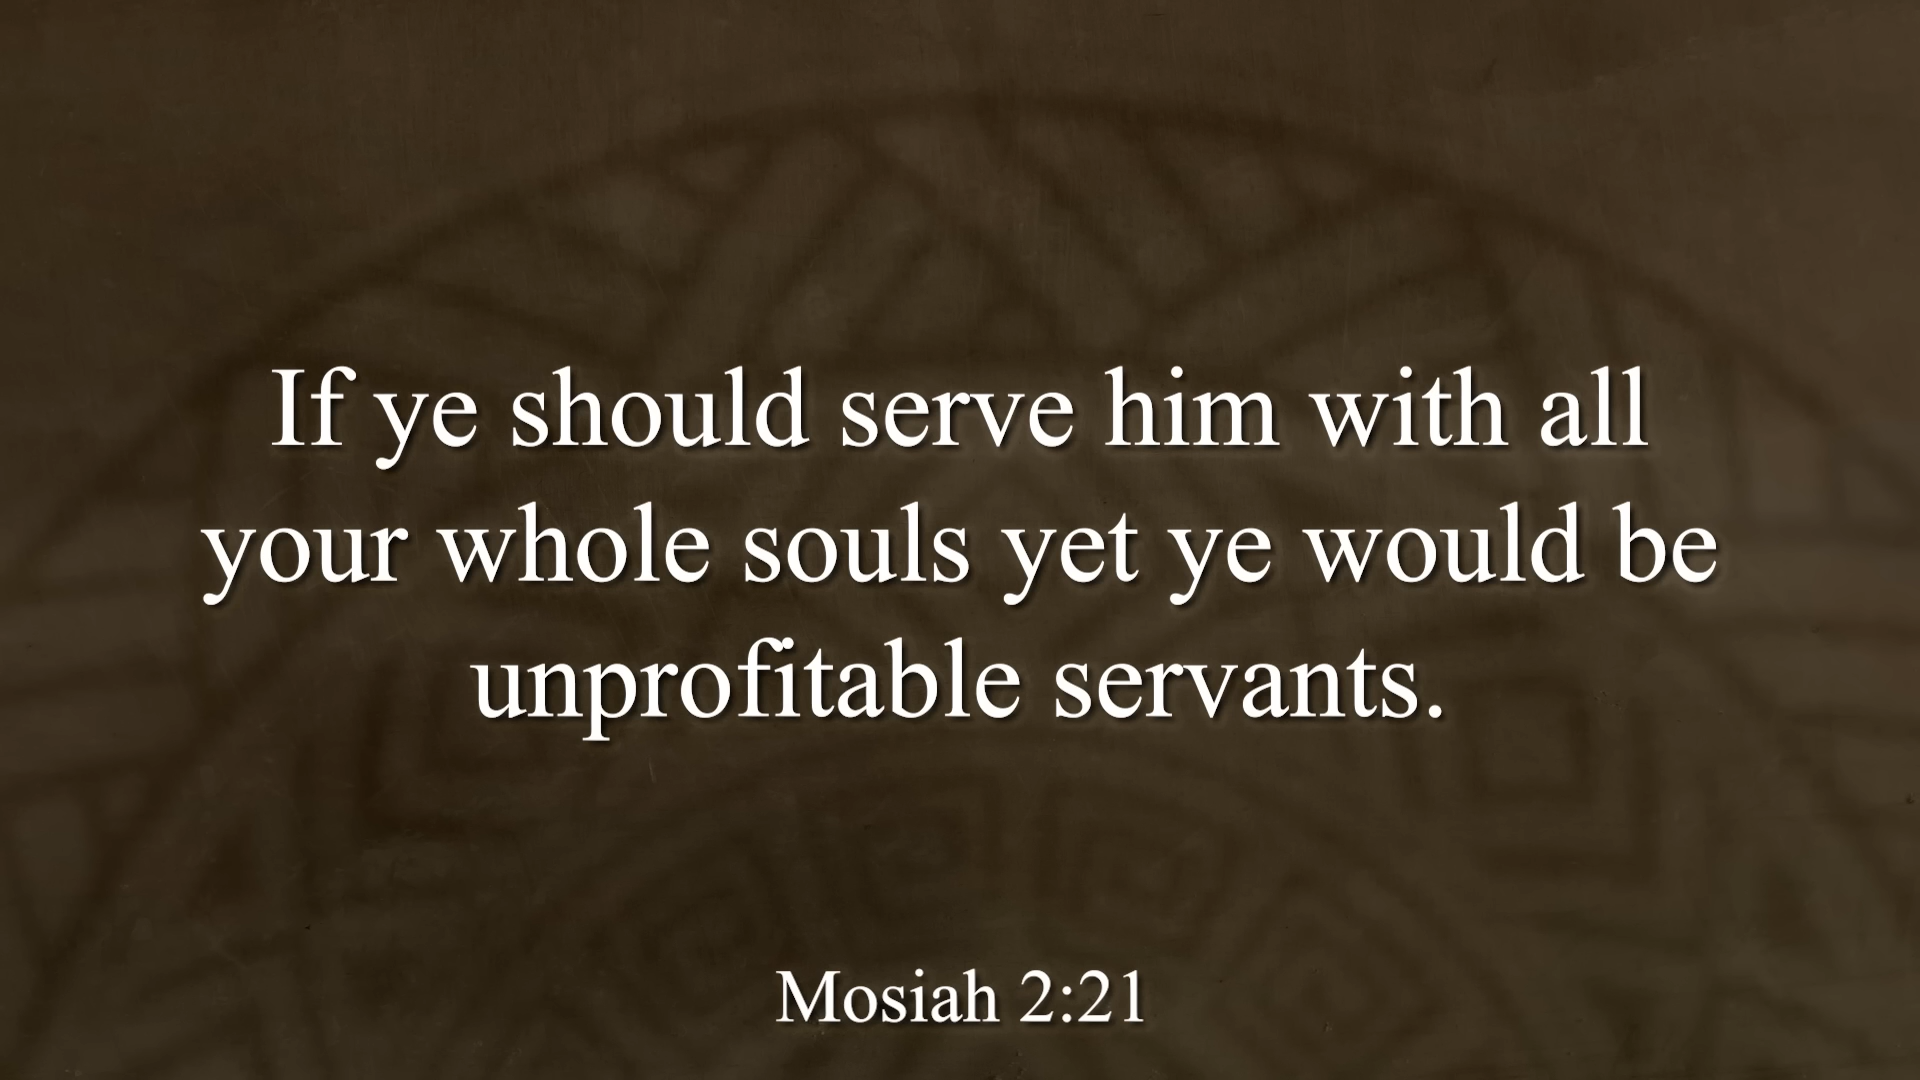 If ye should serve him with all
your whole souls yet ye would be
unprofitable servants.
Mosiah 2:21